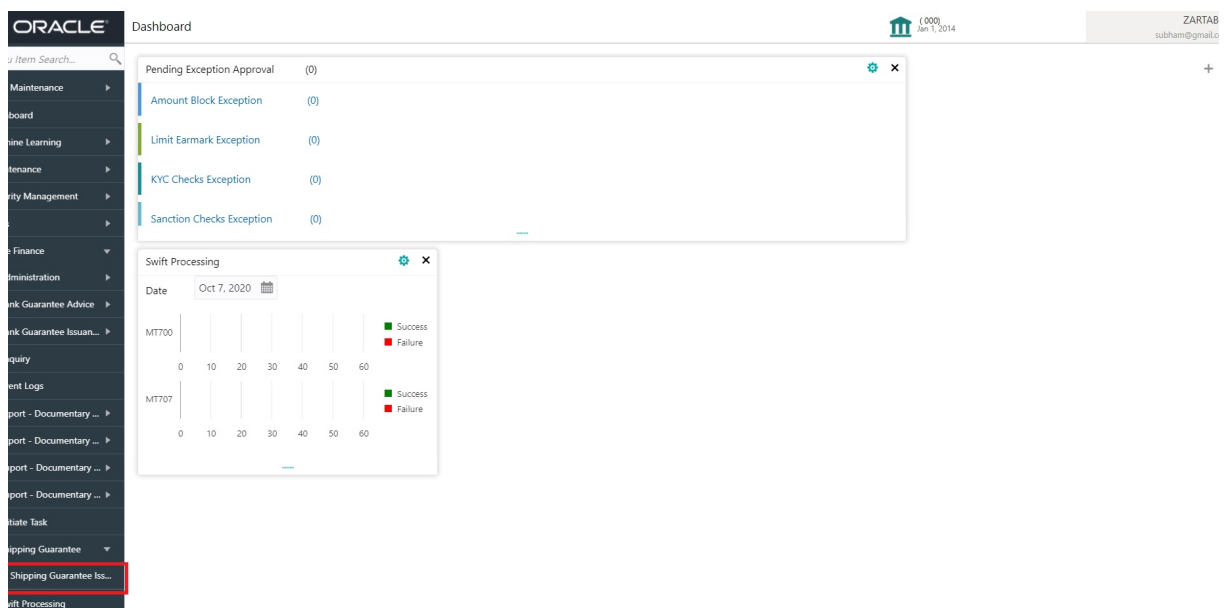 ORACLE
Dashboard
( 000)
Jan 1, 2014
ZARTAB
subham@gmail.c
u Item Search...
Maintenance
board
ine Learning
tenance
rity Management
Finance
dministration
nk Guarantee Advice
nk Guarantee Issuan...
quiry
ent Logs
port - Documentary ...
port - Documentary ...
port - Documentary ...
port - Documentary ...
itiate Task
ipping Guarantee
Shipping Guarantee Iss...
wift Processing
Pending Exception Approval (0)
Amount Block Exception (0)
Limit Earmark Exception (0)
KYC Checks Exception (0)
Sanction Checks Exception (0)
Swift Processing
Date Oct 7, 2020
MT700
Success
Failure
0 10 20 30 40 50 60
MT707
Success
Failure
0 10 20 30 40 50 60